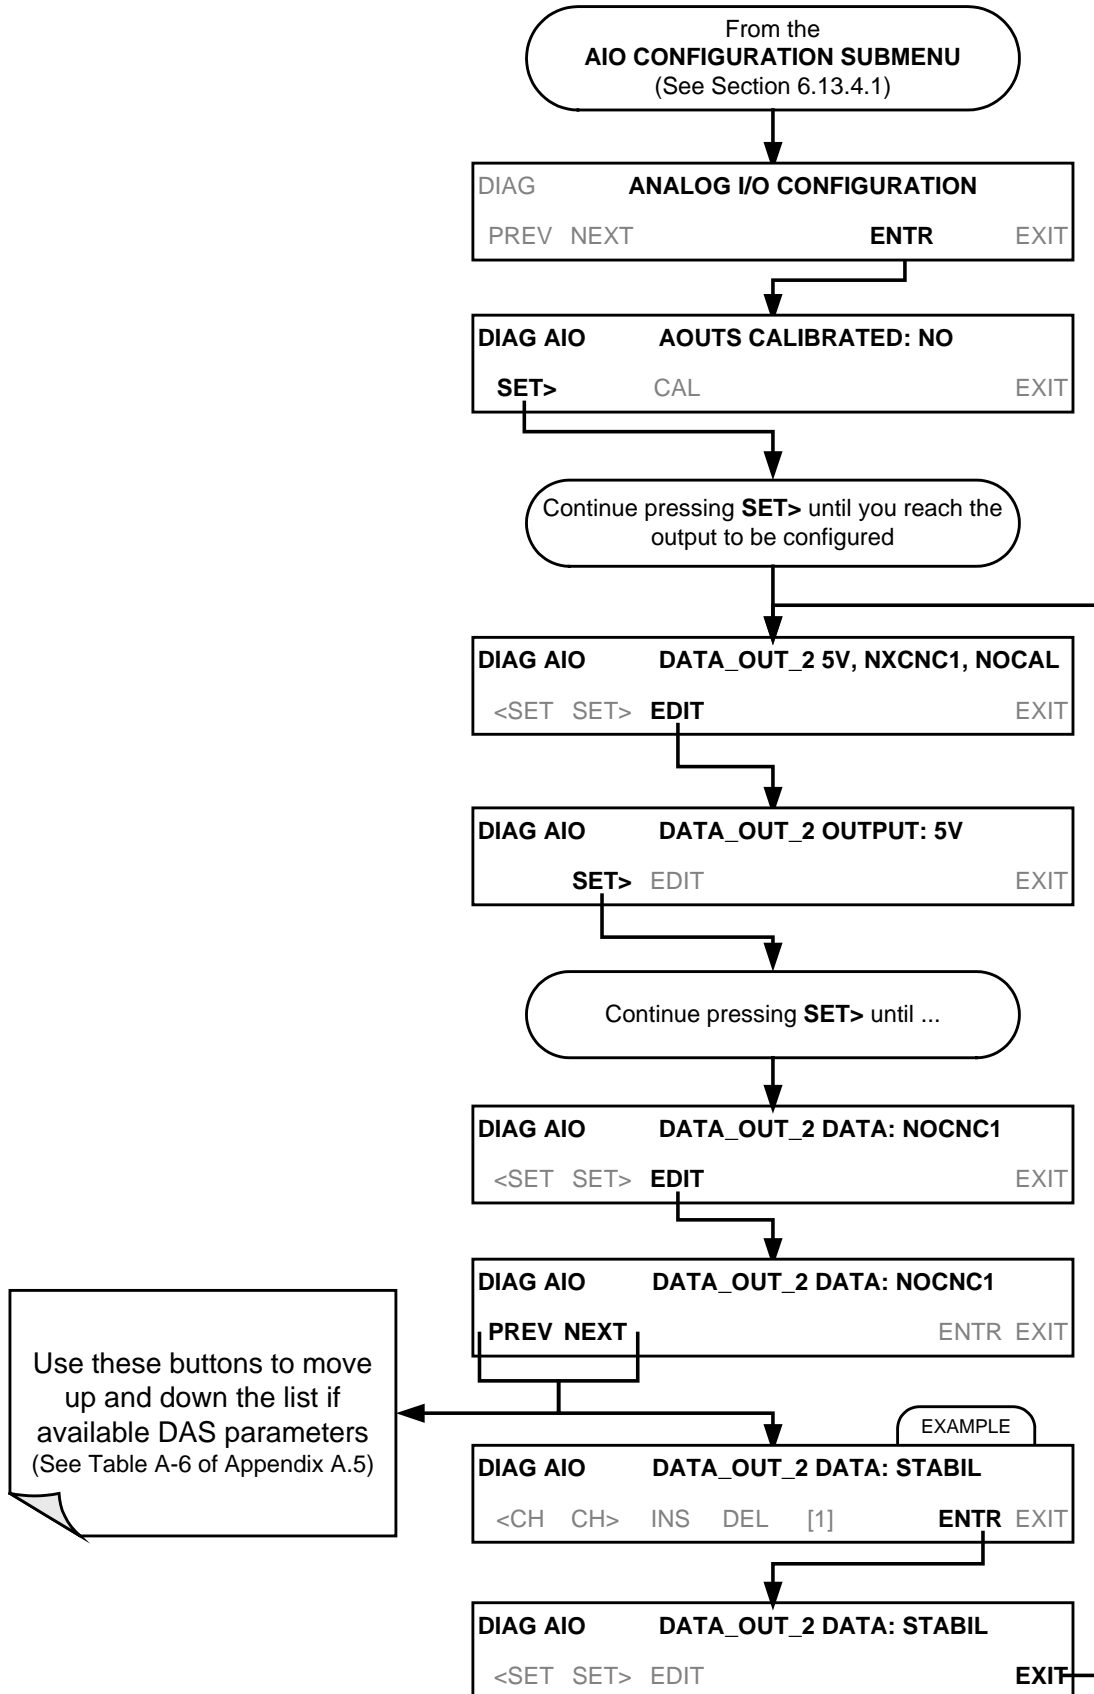 From the
AIO CONFIGURATION SUBMENU
(See Section 6.13.4.1)
DIAG ANALOG I/O CONFIGURATION
PREV NEXT ENTR EXIT
DIAG AIO AOUTS CALIBRATED: NO
SET> CAL EXIT
Continue pressing SET> until you reach the
output to be configured
DIAG AIO DATA_OUT_2 5V, NXCNC1, NOCAL
<SET SET> EDIT EXIT
DIAG AIO DATA_OUT_2 OUTPUT: 5V
SET> EDIT EXIT
Continue pressing SET> until ...
DIAG AIO DATA_OUT_2 DATA: NOCNC1
<SET SET> EDIT EXIT
DIAG AIO DATA_OUT_2 DATA: NOCNC1
PREV NEXT ENTR EXIT
Use these buttons to move
up and down the list if
available DAS parameters
(See Table A-6 of Appendix A.5)
EXAMPLE
DIAG AIO DATA_OUT_2 DATA: STABIL
<CH CH> INS DEL [1] ENTR EXIT
DIAG AIO DATA_OUT_2 DATA: STABIL
<SET SET> EDIT EXIT